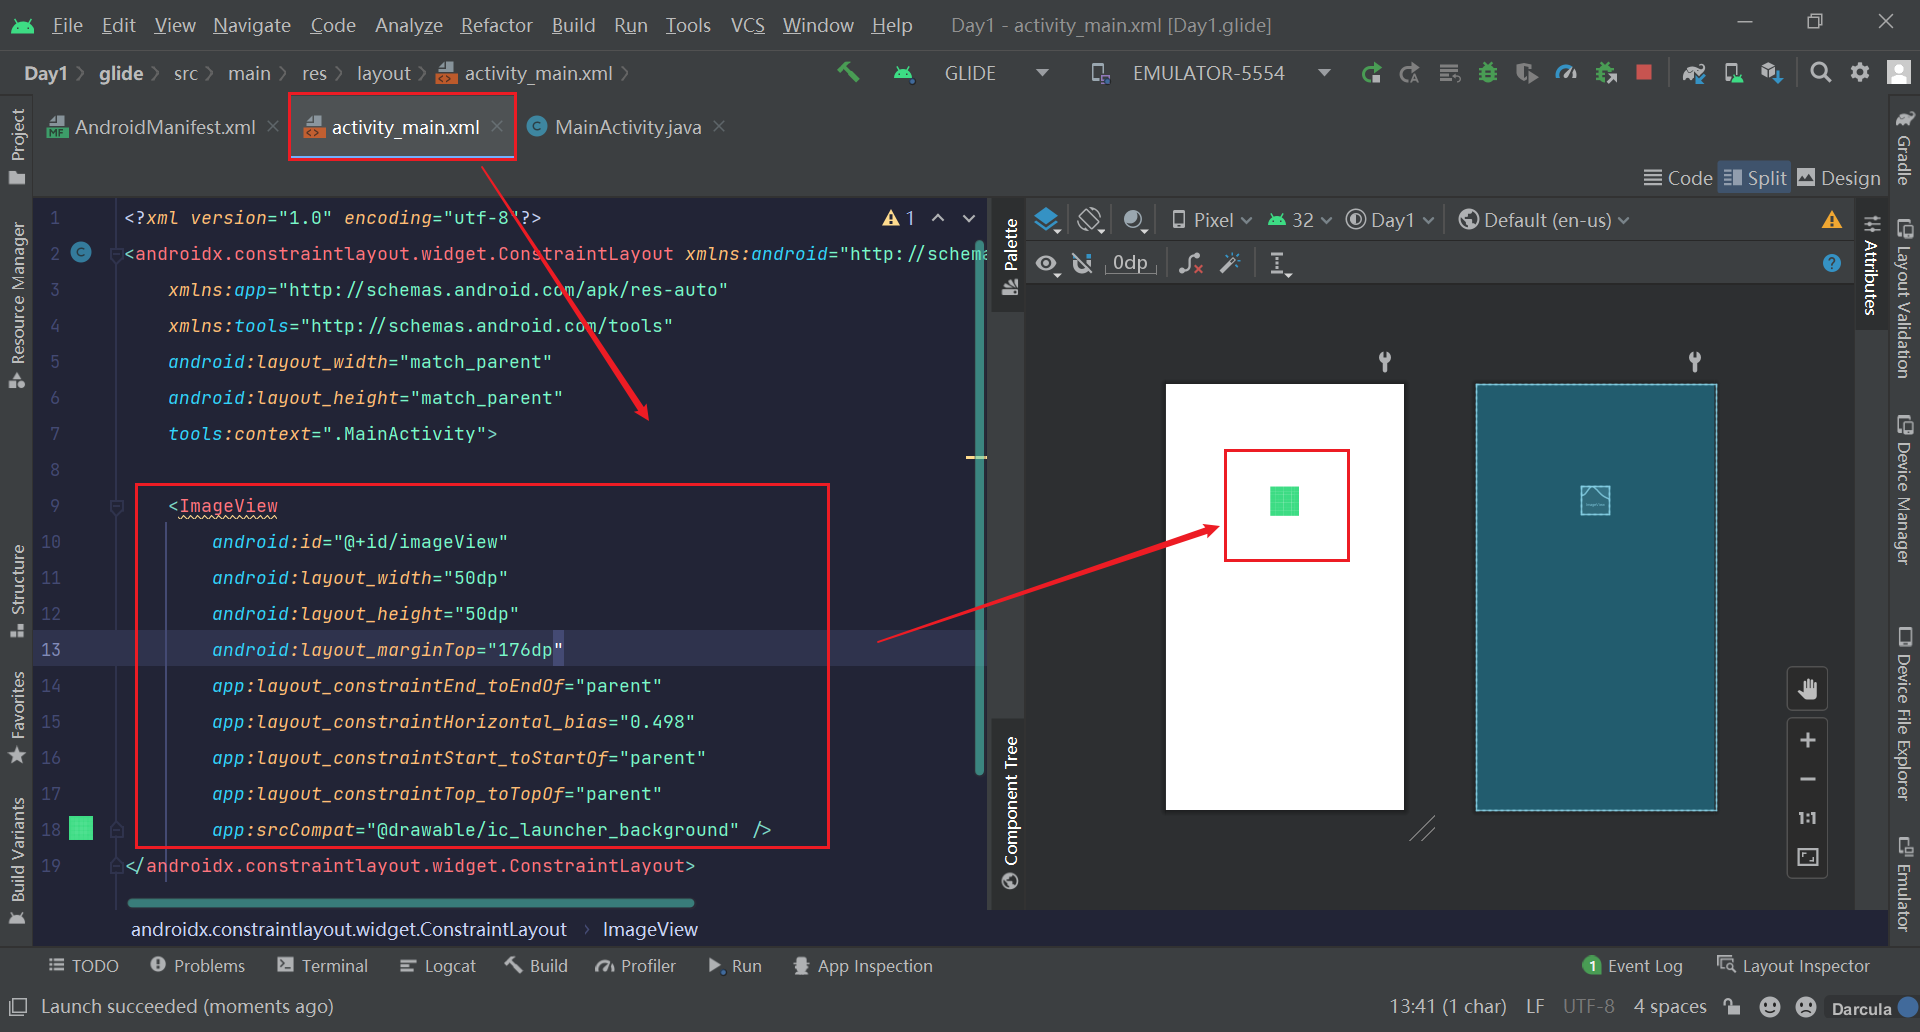 File Edit View Navigate Code Analyze Refactor Build Run Tools VCS Window Help Day1 - activity_main.xml [Day1.glide]
Day1 glide src main res layout activity_main.xml GLIDE EMULATOR-5554
AndroidManifest.xml activity_main.xml MainActivity.java
Code Split Design
1 <?xml version="1.0" encoding="utf-8"?>
2 <androidx.constraintlayout.widget.ConstraintLayout xmlns:android="http://schema
3 xmlns:app="http://schemas.android.com/apk/res-auto"
4 xmlns:tools="http://schemas.android.com/tools"
5 android:layout_width="match_parent"
6 android:layout_height="match_parent"
7 tools:context=".MainActivity">
8
9 <ImageView
10 android:id="@+id/imageView"
11 android:layout_width="50dp"
12 android:layout_height="50dp"
13 android:layout_marginTop="176dp"
14 app:layout_constraintEnd_toEndOf="parent"
15 app:layout_constraintHorizontal_bias="0.498"
16 app:layout_constraintStart_toStartOf="parent"
17 app:layout_constraintTop_toTopOf="parent"
18 app:srcCompat="@drawable/ic_launcher_background" />
19 </androidx.constraintlayout.widget.ConstraintLayout>
1
androidx.constraintlayout.widget.ConstraintLayout ImageView
Project
Resource Manager
Structure
Favorites
Build Variants
Palette
Component Tree
Pixel 32 Day1 Default (en-us)
0dp
1:1
Attributes
Gradle
Layout Validation
Device Manager
Device File Explorer
Emulator
TODO Problems Terminal Logcat Build Profiler Run App Inspection 1 Event Log Layout Inspector
Launch succeeded (moments ago) 13:41 (1 char) LF UTF-8 4 spaces Darcula